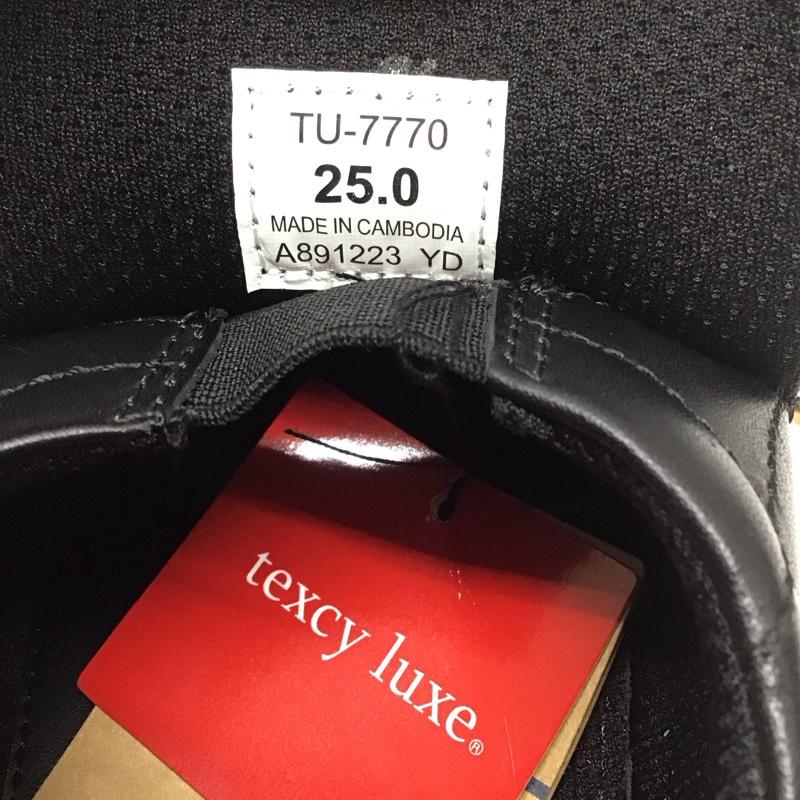 TU-7770
25.0
MADE IN CAMBODIA
A891223 YD
texcy luxe®